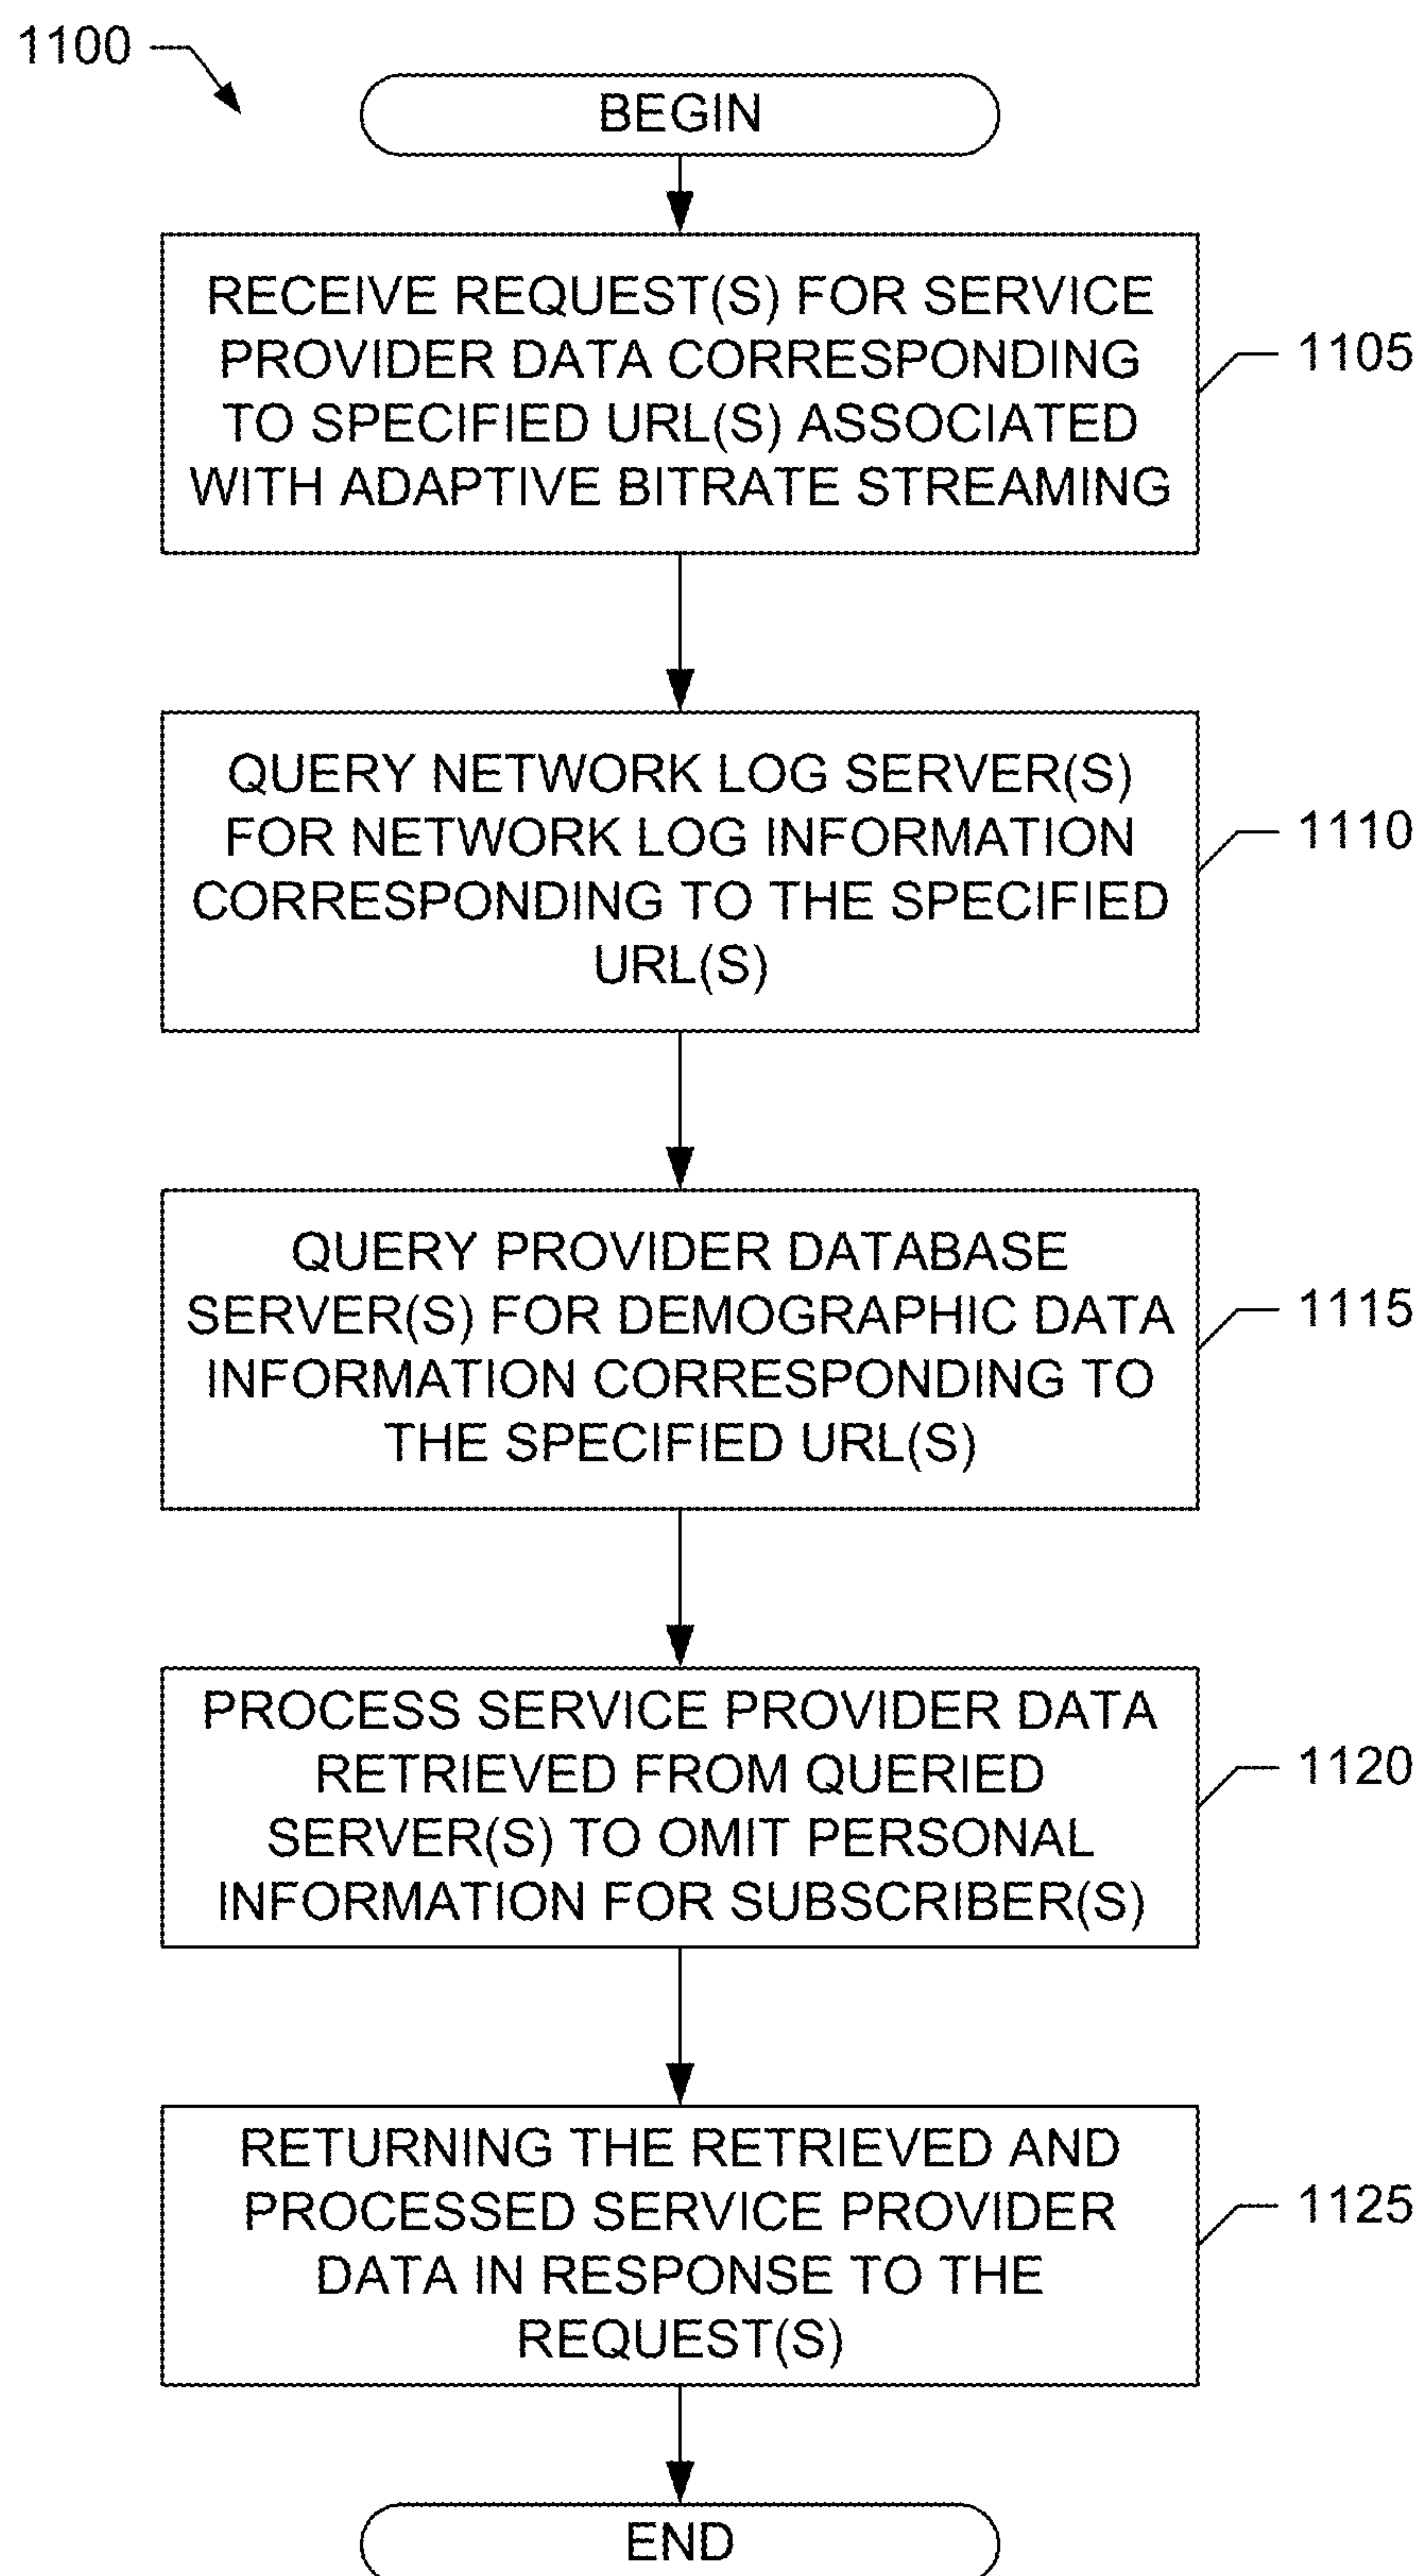 1100
BEGIN
RECEIVE REQUEST(S) FOR SERVICE
PROVIDER DATA CORRESPONDING
TO SPECIFIED URL(S) ASSOCIATED
WITH ADAPTIVE BITRATE STREAMING
1105
QUERY NETWORK LOG SERVER(S)
FOR NETWORK LOG INFORMATION
CORRESPONDING TO THE SPECIFIED
URL(S)
1110
QUERY PROVIDER DATABASE
SERVER(S) FOR DEMOGRAPHIC DATA
INFORMATION CORRESPONDING TO
THE SPECIFIED URL(S)
1115
PROCESS SERVICE PROVIDER DATA
RETRIEVED FROM QUERIED
SERVER(S) TO OMIT PERSONAL
INFORMATION FOR SUBSCRIBER(S)
1120
RETURNING THE RETRIEVED AND
PROCESSED SERVICE PROVIDER
DATA IN RESPONSE TO THE
REQUEST(S)
1125
END